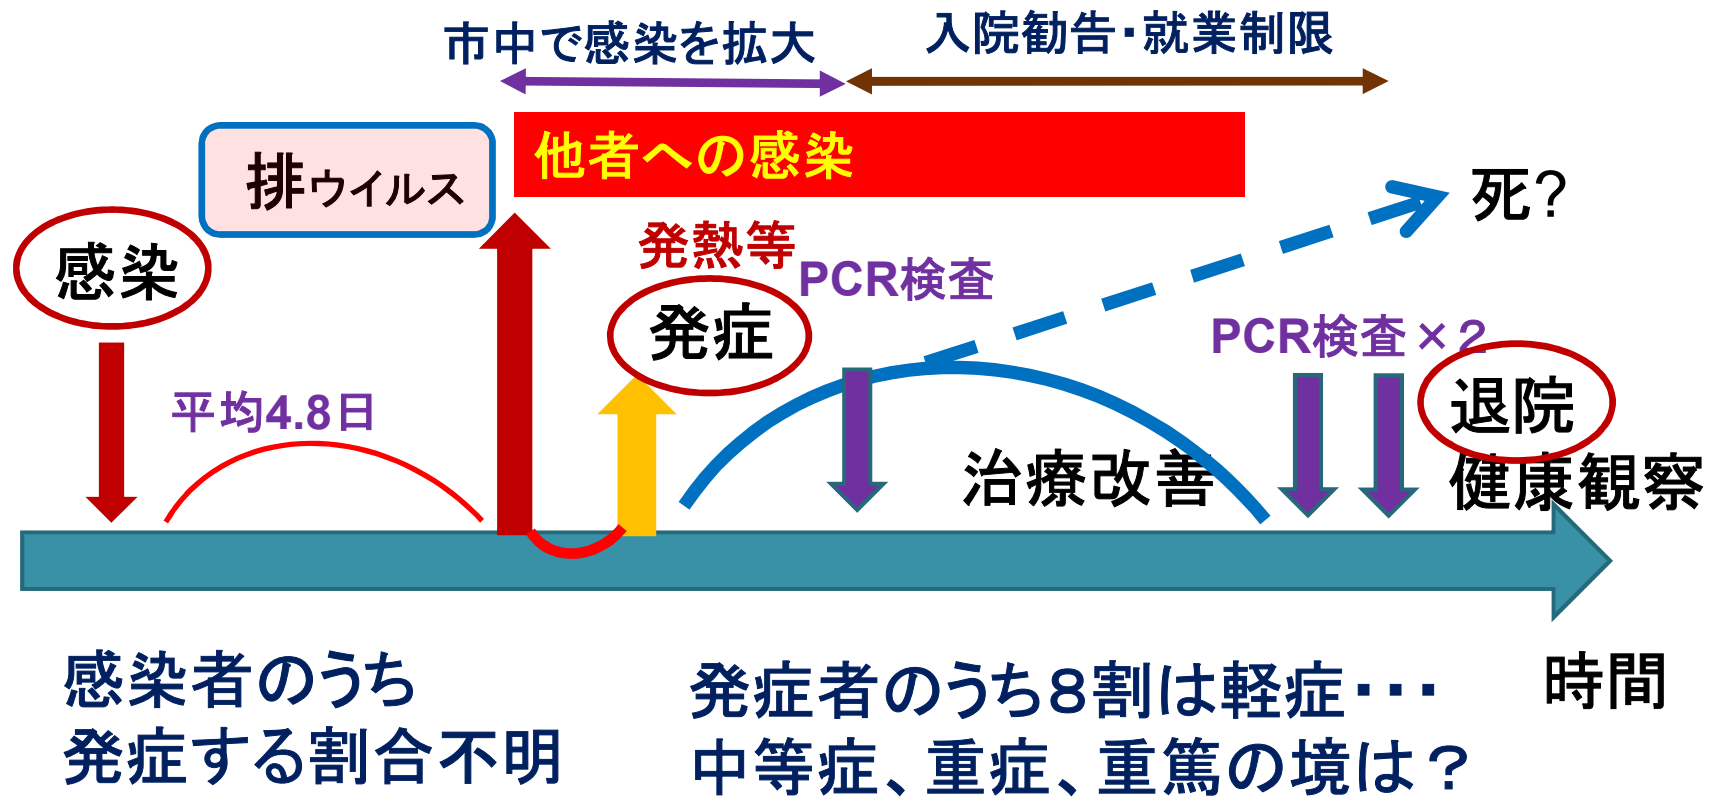 市中で感染を拡大
入院勧告・就業制限
他者への感染
排ウイルス
死?
感染
発熱等
PCR検査
発症
PCR検査×２
平均4.8日
退院
治療改善
健康観察
感染者のうち
発症する割合不明
発症者のうち８割は軽症・・・
中等症、重症、重篤の境は？
時間